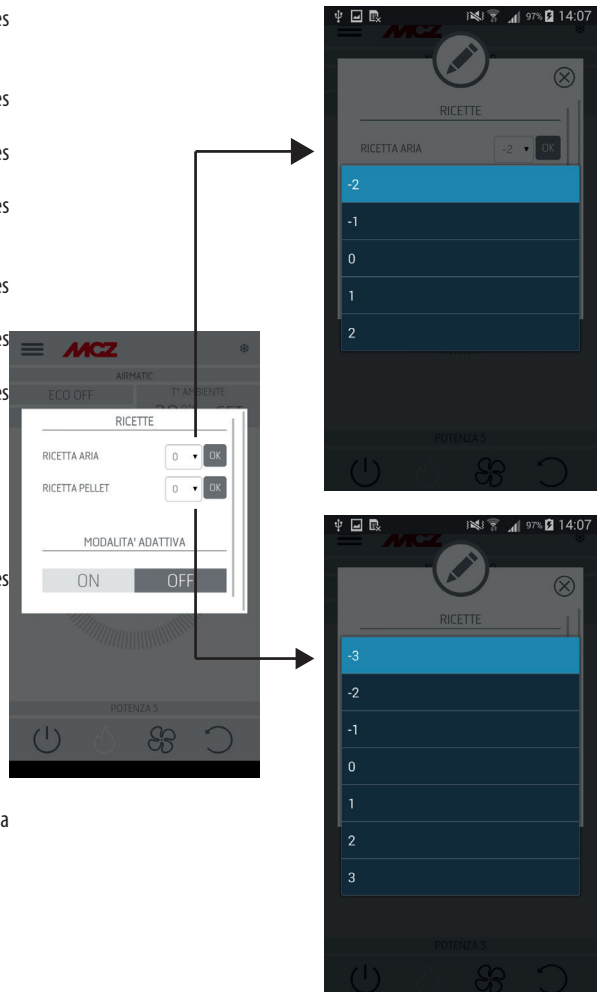 es
es
es
es
es
es
es
es
a
MCZ
AIRMATIC
ECO OFF
T° AMBIENTE
RICETTE
RICETTA ARIA 0 OK
RICETTA PELLET 0 OK
MODALITA' ADATTIVA
ON OFF
POTENZA 5
97% 14:07
MCZ
RICETTE
RICETTA ARIA -2 OK
-2
-1
0
1
2
POTENZA 5
97% 14:07
MCZ
RICETTE
-3
-2
-1
0
1
2
3
POTENZA 5